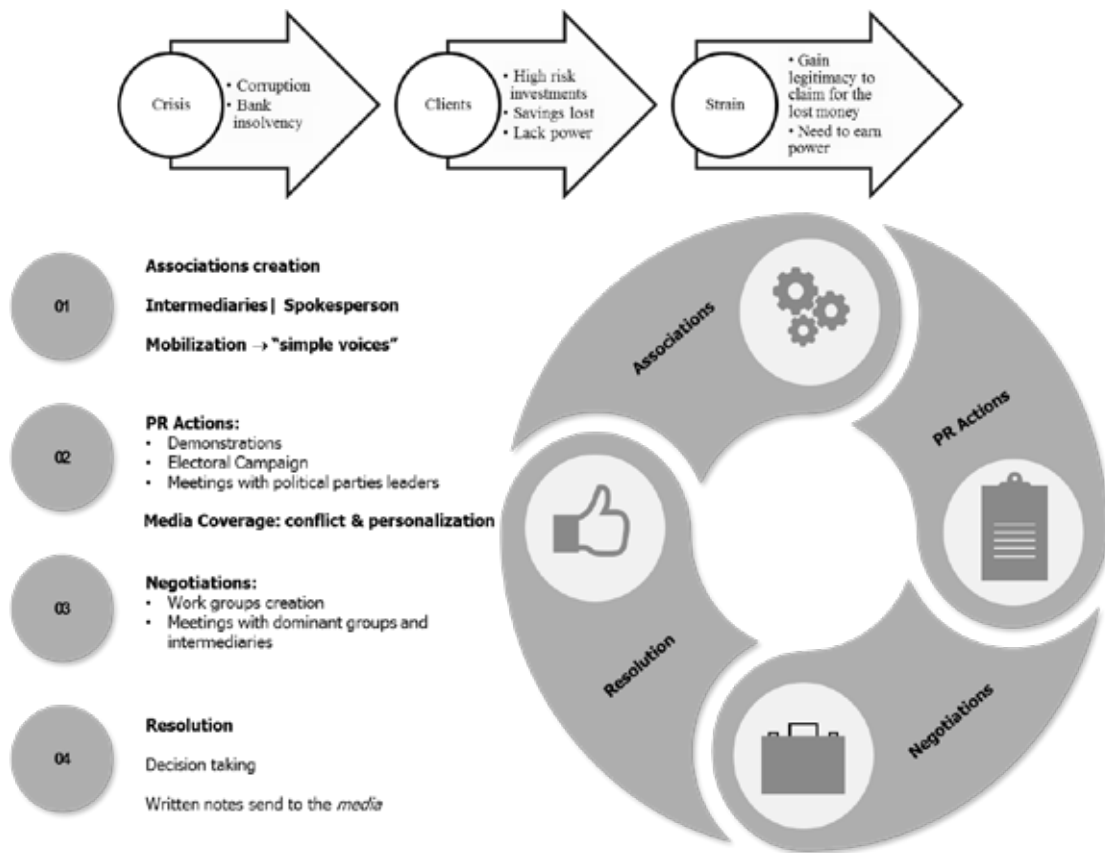 Crisis
• Corruption
• Bank
insolvency
Clients
• High risk
investments
• Savings lost
• Lack power
Strain
• Gain
legitimacy to
claim for the
lost money
• Need to earn
power
01
Associations creation
Intermediaries| Spokesperson
Mobilization → "simple voices"
02
PR Actions:
• Demonstrations
• Electoral Campaign
• Meetings with political parties leaders
Media Coverage: conflict & personalization
03
Negotiations:
• Work groups creation
• Meetings with dominant groups and
intermediaries
04
Resolution
Decision taking
Written notes send to the media
Associations
PR Actions
Negotiations
Resolution